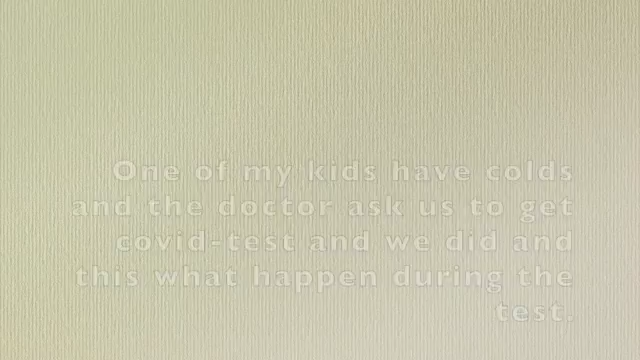 One of my kids have colds
and the doctor ask us to get
covid-test and we did and
this what happen during the
test.